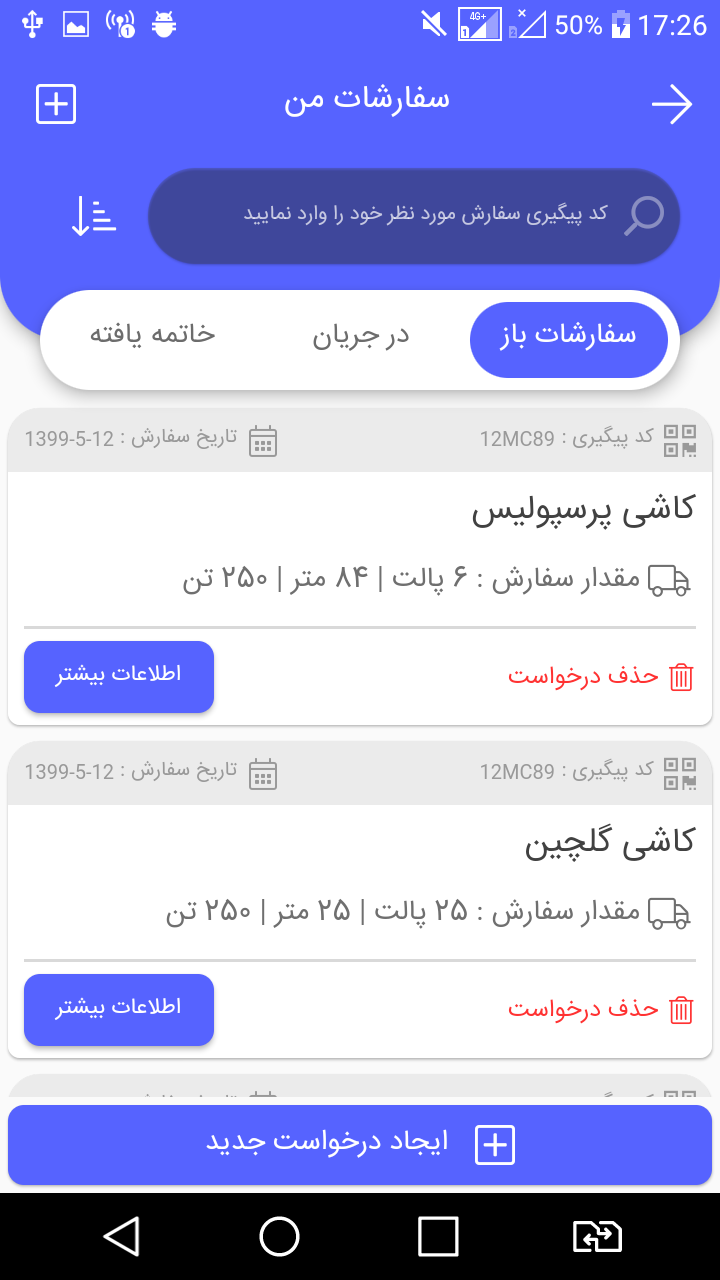 4G+ 50% 17:26
سفارشات من
کد پیگیری سفارش مورد نظر خود را وارد نمایید
سفارشات باز در جریان خاتمه یافته
کد پیگیری : 12MC89 تاریخ سفارش : 1399-5-12
کاشی پرسپولیس
مقدار سفارش : ۶ پالت | ۸۴ متر | ۲۵۰ تن
حذف درخواست اطلاعات بیشتر
کد پیگیری : 12MC89 تاریخ سفارش : 1399-5-12
کاشی گلچین
مقدار سفارش : ۲۵ پالت | ۲۵ متر | ۲۵۰ تن
حذف درخواست اطلاعات بیشتر
ایجاد درخواست جدید